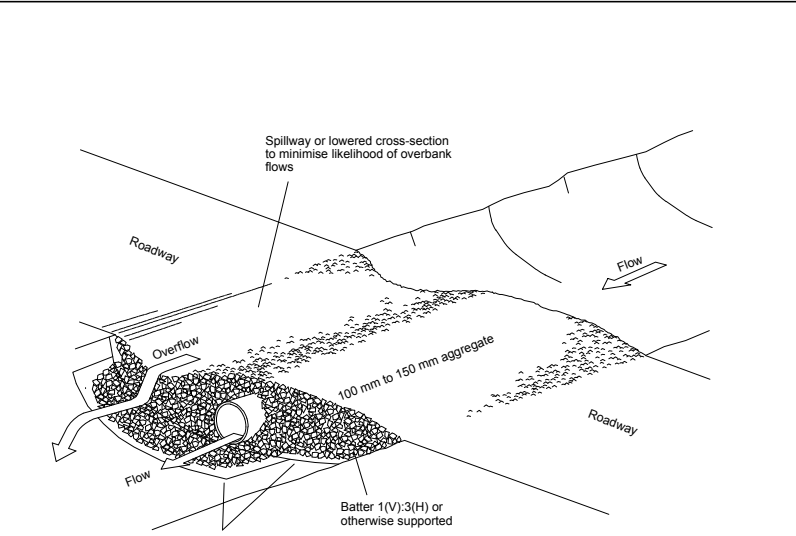 Spillway or lowered cross-section
to minimise likelihood of overbank
flows
Roadway
Flow
Overflow
100 mm to 150 mm aggregate
Roadway
Flow
Batter 1(V):3(H) or
otherwise supported